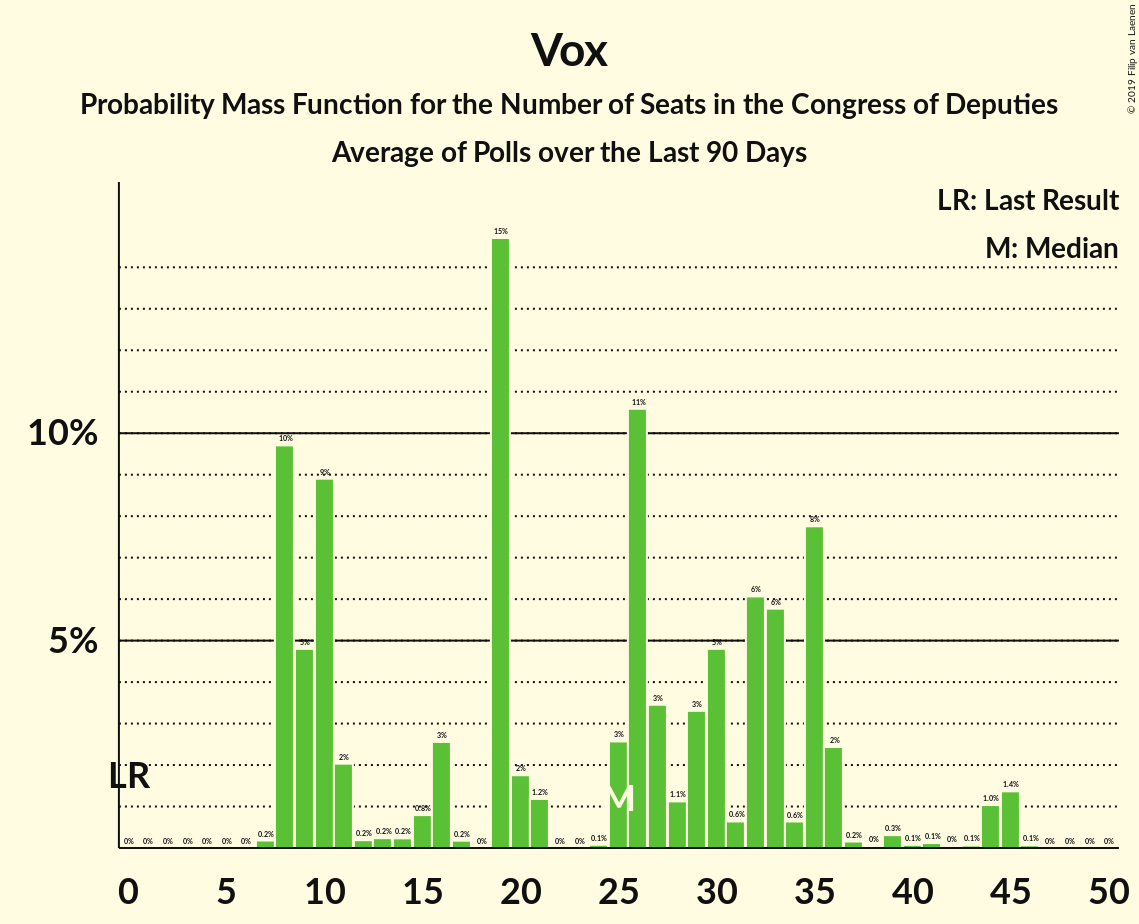 Vox
Probability Mass Function for the Number of Seats in the Congress of Deputies
Average of Polls over the Last 90 Days
© 2019 Filip van Laenen
LR: Last Result
M: Median
10%
5%
0% 0% 0% 0% 0% 0% 0% 0.2% 10% 5% 9% 2% 0.2% 0.2% 0.2% 0.8% 3% 0.2% 0% 15% 2% 1.2% 0% 0% 0.1% 3% 11% 3% 1.1% 3% 5% 0.6% 6% 6% 0.6% 8% 2% 0.2% 0% 0.3% 0.1% 0.1% 0% 0.1% 1.0% 1.4% 0.1% 0% 0% 0% 0%
LR
M
0 5 10 15 20 25 30 35 40 45 50